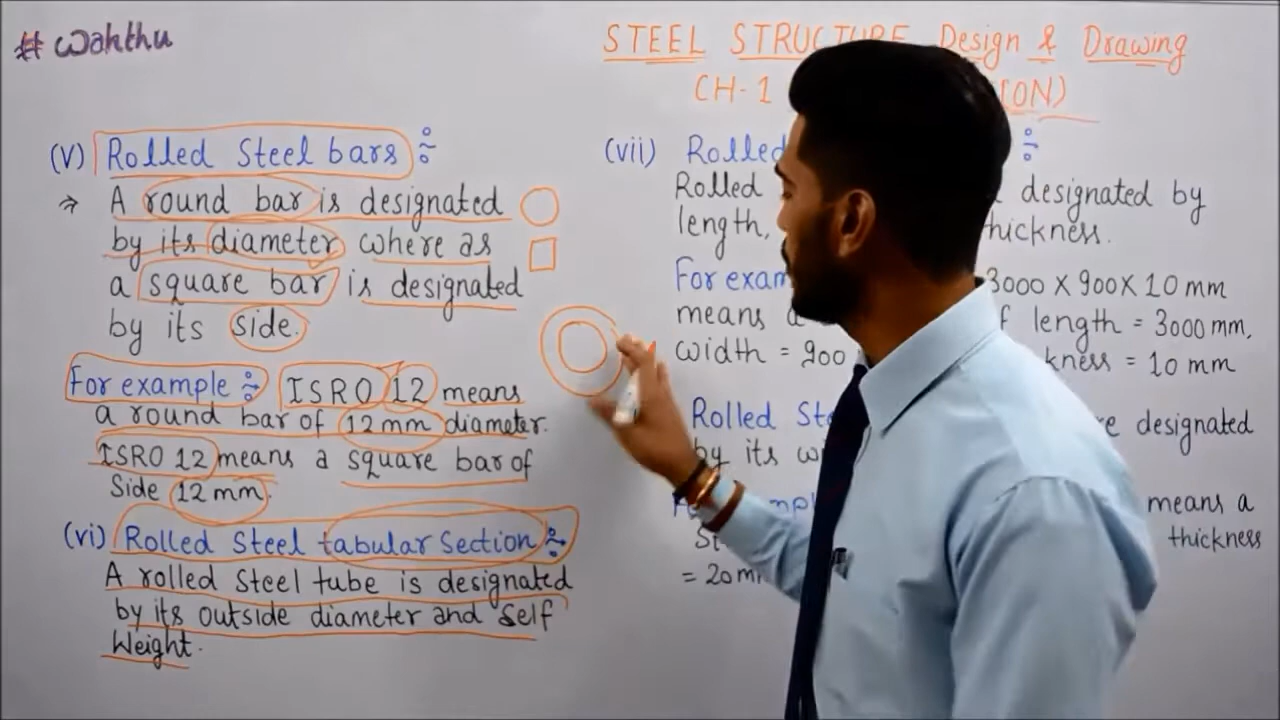 # wahthu
STEEL STRUCTURE Design & Drawing
CH-1 ION)
(V) Rolled Steel bars :-
⇒ A round bar is designated
by its diameter where as
a square bar is designated
by its side.
For example :- ISRO 12 means
a round bar of 12 mm diameter.
ISRO 12 means a square bar of
Side 12 mm.
(vi) Rolled Steel tabular Section :-
A rolled Steel tube is designated
by its outside diameter and Self
Weight.
(vii) Rolled :-
Rolled designated by
length, thickness.
For 3000 X 900 X 10 mm
means a length = 3000 mm,
width = 900 = 10 mm
Rolled designated
by its
means a
thickness
= 20